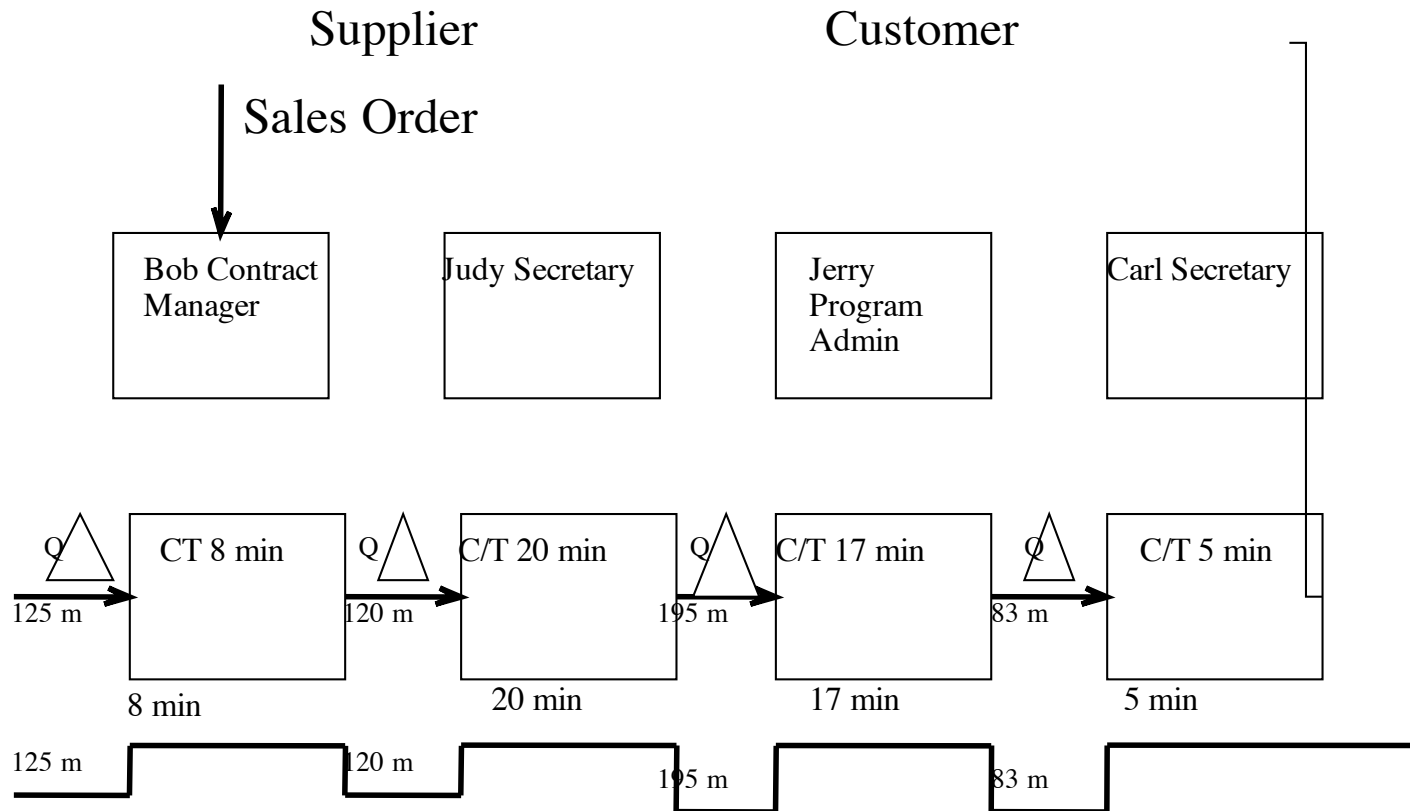 Supplier
Customer
Sales Order
Bob Contract
Manager
Judy Secretary
Jerry
Program
Admin
Carl Secretary
Q
CT 8 min
Q
C/T 20 min
Q
C/T 17 min
Q
C/T 5 min
125 m
120 m
195 m
83 m
8 min
20 min
17 min
5 min
125 m
120 m
195 m
83 m